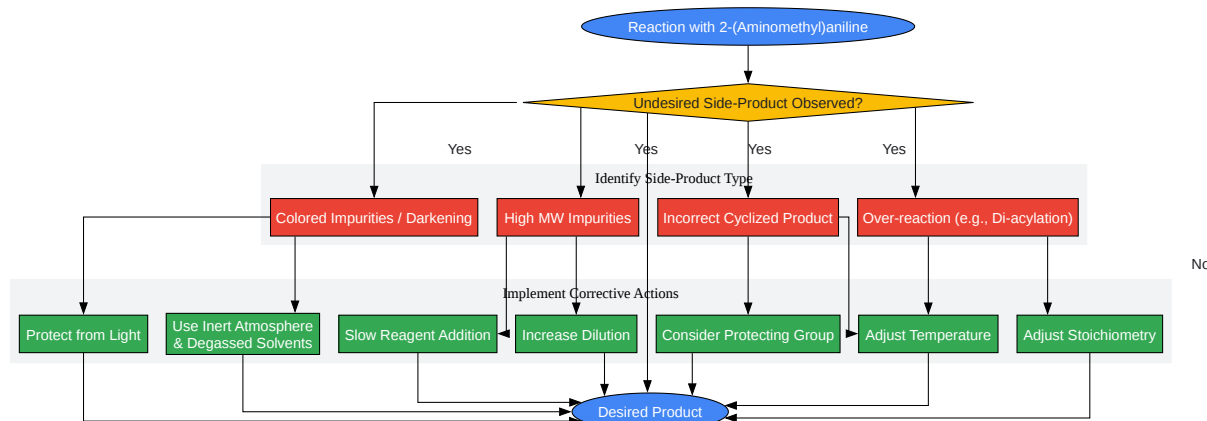 Reaction with 2-(Aminomethyl)aniline
Undesired Side-Product Observed?
Yes
Yes
Yes
Yes
Identify Side-Product Type
Colored Impurities / Darkening
High MW Impurities
Incorrect Cyclized Product
Over-reaction (e.g., Di-acylation)
No
Implement Corrective Actions
Protect from Light
Use Inert Atmosphere
& Degassed Solvents
Slow Reagent Addition
Increase Dilution
Consider Protecting Group
Adjust Temperature
Adjust Stoichiometry
Desired Product